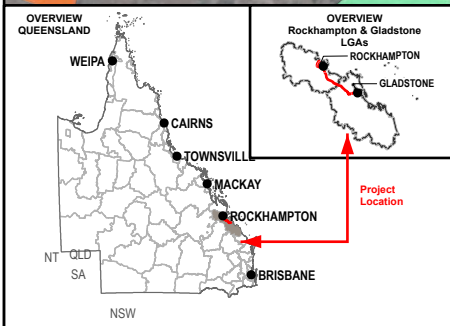 OVERVIEW
QUEENSLAND
WEIPA
CAIRNS
TOWNSVILLE
MACKAY
ROCKHAMPTON
BRISBANE
NT
QLD
SA
NSW
OVERVIEW
Rockhampton & Gladstone
LGAs
ROCKHAMPTON
GLADSTONE
Project
Location